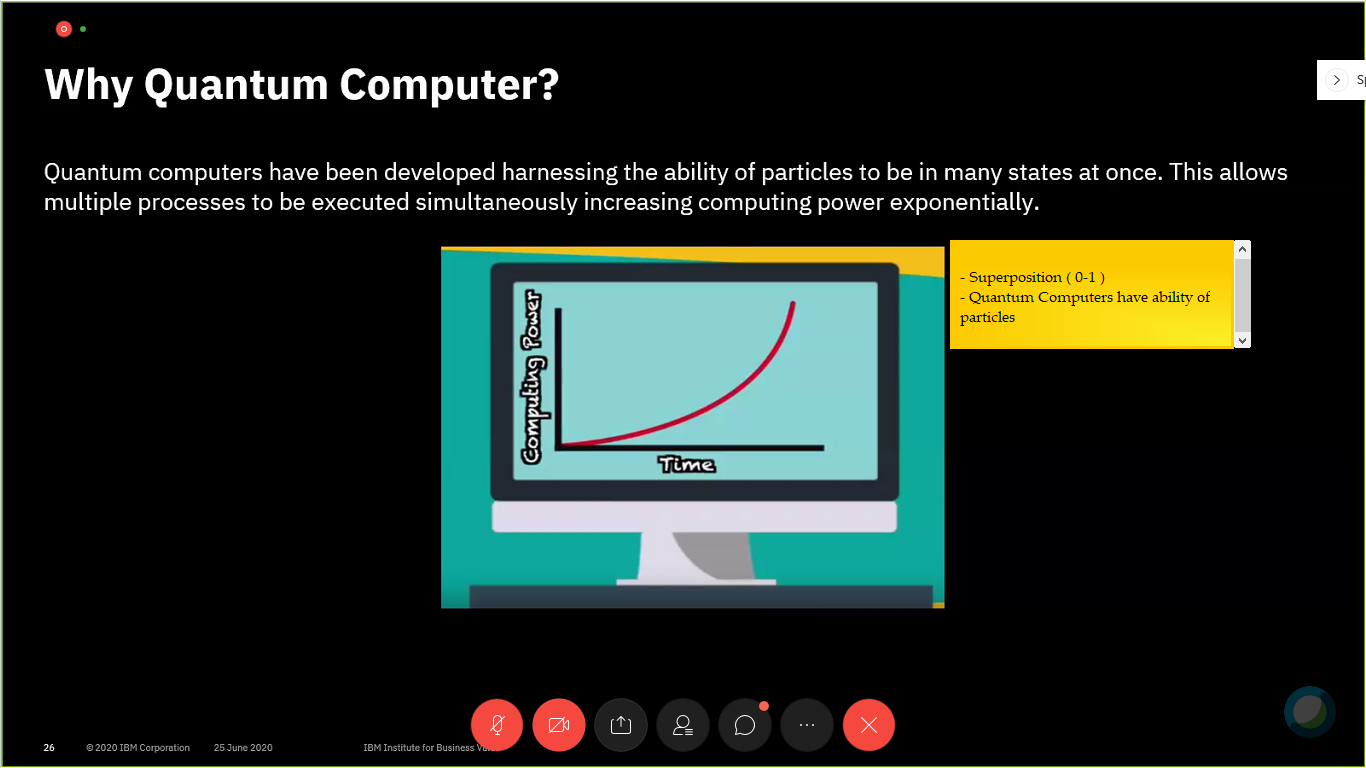 Why Quantum Computer?
Sp
Quantum computers have been developed harnessing the ability of particles to be in many states at once. This allows
multiple processes to be executed simultaneously increasing computing power exponentially.
- Superposition ( 0-1 )
- Quantum Computers have ability of
particles
Computing Power
Time
26 © 2020 IBM Corporation 25 June 2020 IBM Institute for Business